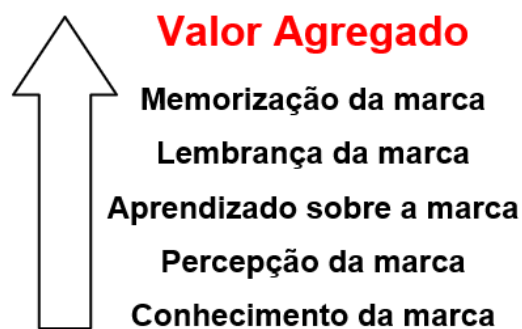 Valor Agregado
Memorização da marca
Lembrança da marca
Aprendizado sobre a marca
Percepção da marca
Conhecimento da marca